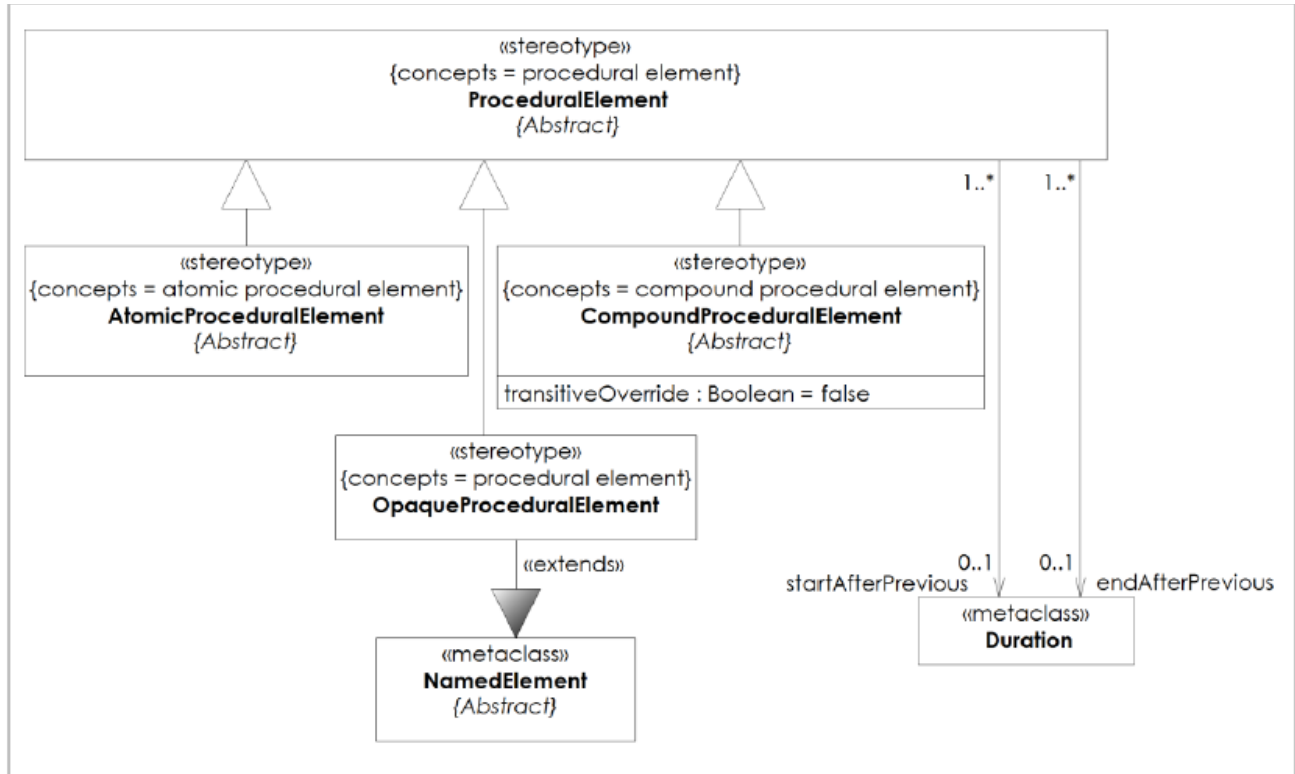 «stereotype»
{concepts = procedural element}
ProceduralElement
{Abstract}
1..*
1..*
«stereotype»
{concepts = atomic procedural element}
AtomicProceduralElement
{Abstract}
«stereotype»
{concepts = compound procedural element}
CompoundProceduralElement
{Abstract}
transitiveOverride : Boolean = false
«stereotype»
{concepts = procedural element}
OpaqueProceduralElement
«extends»
0..1
0..1
startAfterPrevious
endAfterPrevious
«metaclass»
Duration
«metaclass»
NamedElement
{Abstract}